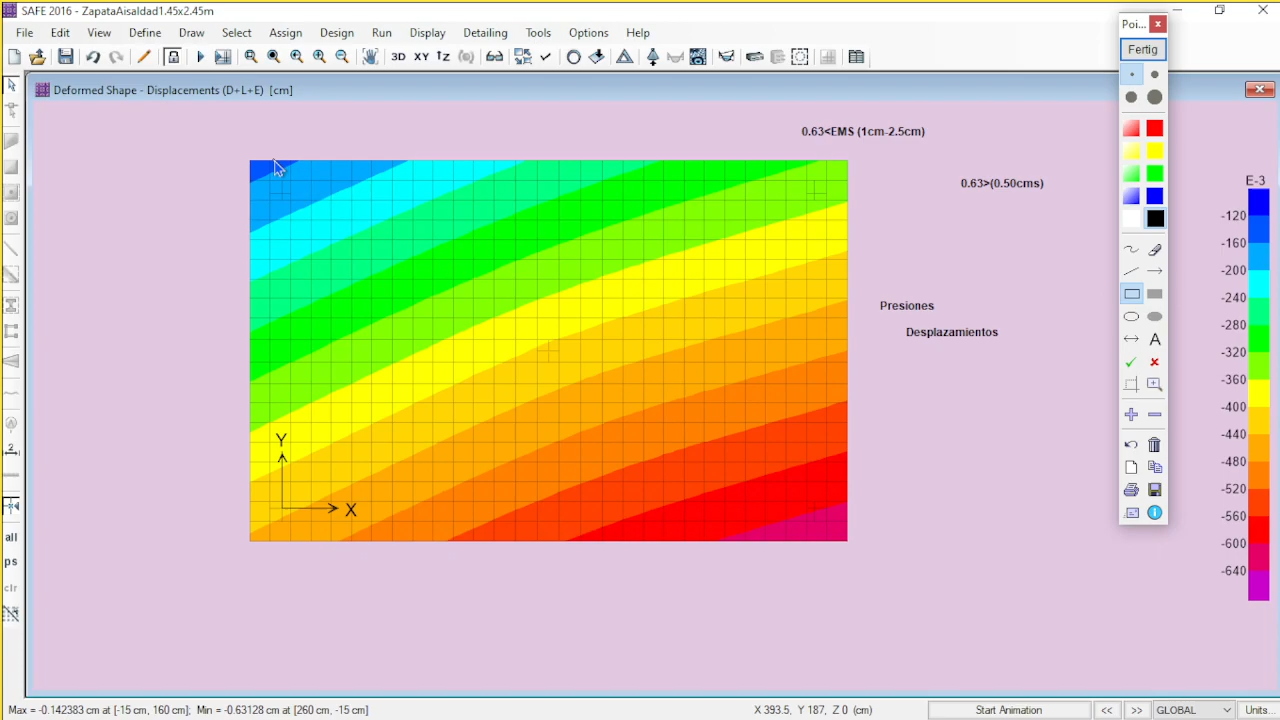 SAFE 2016 - ZapataAisaldad1.45x2.45m
File Edit View Define Draw Select Assign Design Run Display Detailing Tools Options Help
3D XY YZ
Deformed Shape - Displacements (D+L+E) [cm]
Poi...
Fertig
0.63<EMS (1cm-2.5cm)
0.63>(0.50cms)
Presiones
Desplazamientos
E-3
-120
-160
-200
-240
-280
-320
-360
-400
-440
-480
-520
-560
-600
-640
A
2
all
ps
clr
Y
X
Max = -0.142383 cm at [-15 cm, 160 cm]; Min = -0.63128 cm at [260 cm, -15 cm]
X 393.5, Y 187, Z 0 (cm)
Start Animation
<<
>>
GLOBAL
Units...